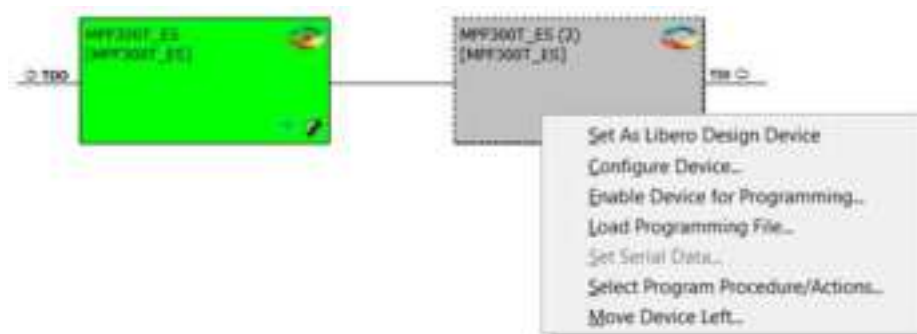 MPF300T_ES
[MPF300T_ES]
MPF300T_ES (2)
[MPF300T_ES]
TDO
TDI
Set As Libero Design Device
Configure Device...
Enable Device for Programming...
Load Programming File...
Set Serial Data...
Select Program Procedure/Actions...
Move Device Left...